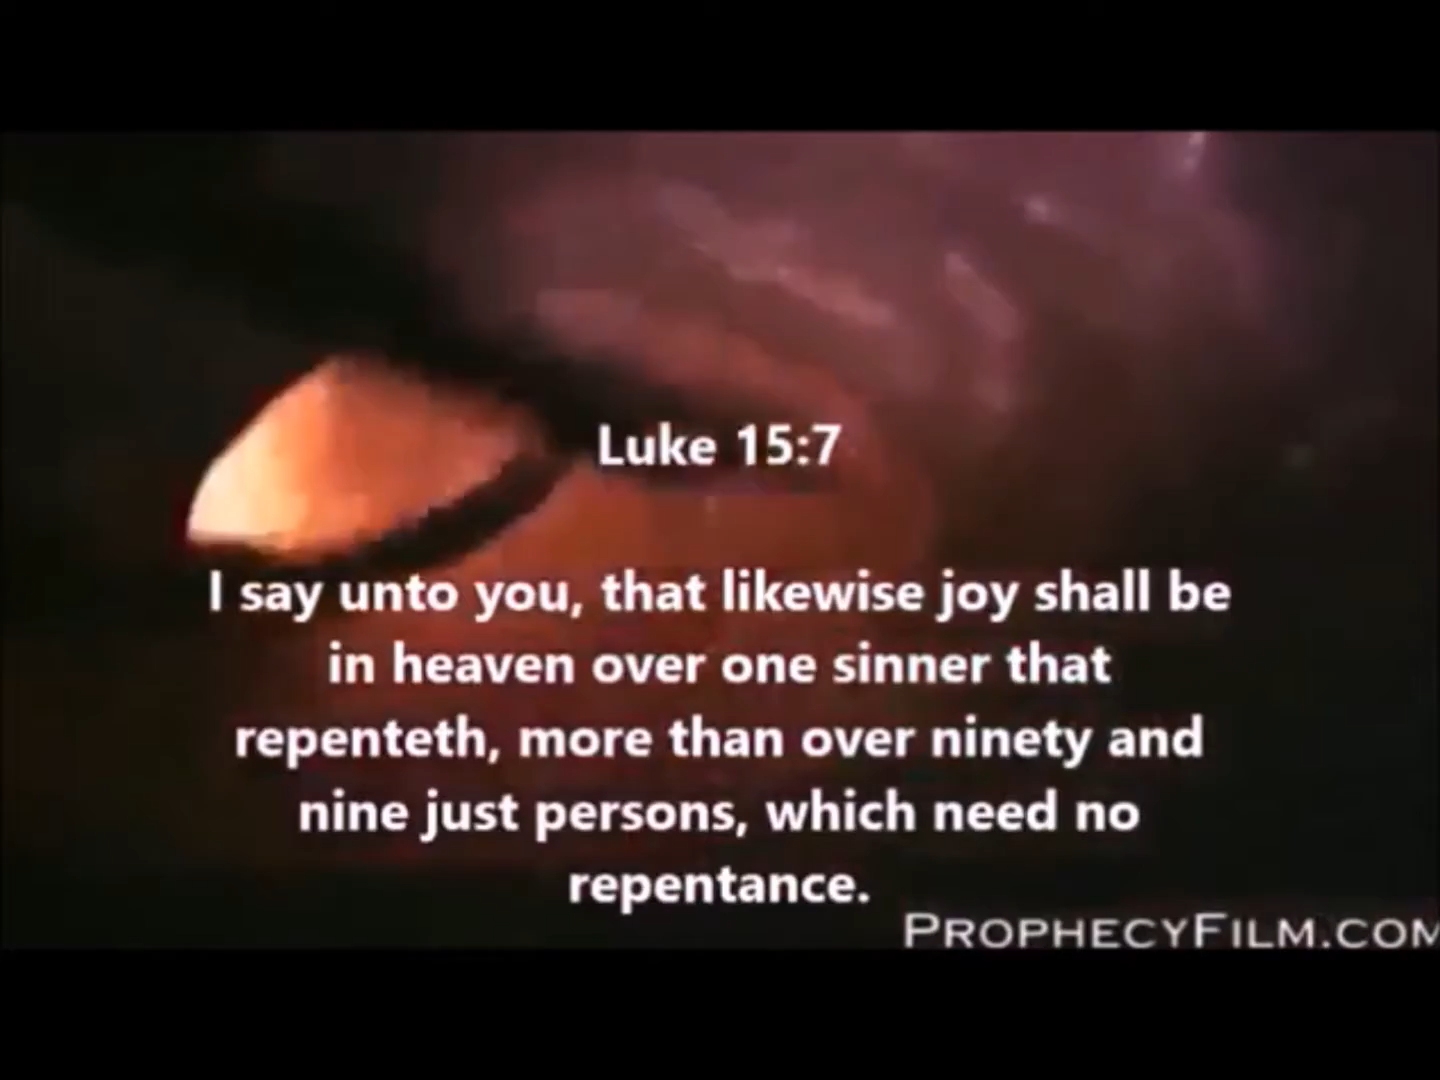 Luke 15:7
I say unto you, that likewise joy shall be
in heaven over one sinner that
repenteth, more than over ninety and
nine just persons, which need no
repentance.
PROPHECYFILM.COM